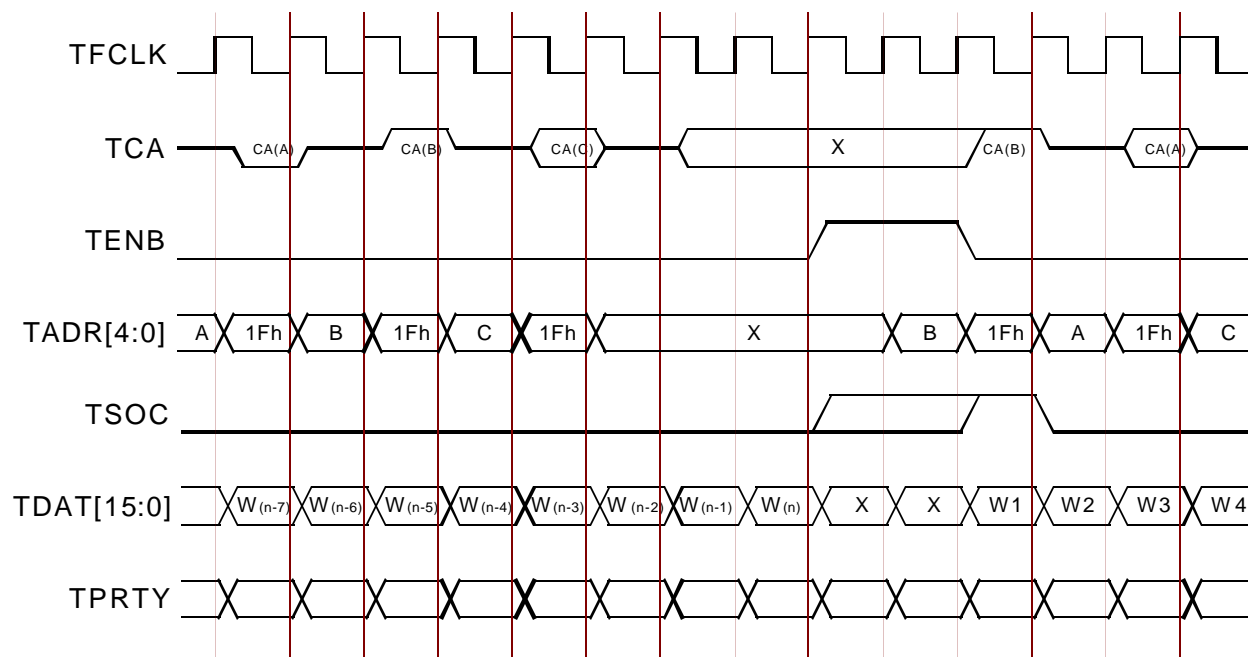 TFCLK
TCA CA(A) CA(B) CA(C) X CA(B) CA(A)
TENB
TADR[4:0] A 1Fh B 1Fh C 1Fh X B 1Fh A 1Fh C
TSOC
TDAT[15:0] W(n-7) W(n-6) W(n-5) W(n-4) W(n-3) W(n-2) W(n-1) W(n) X X W1 W2 W3 W4
TPRTY